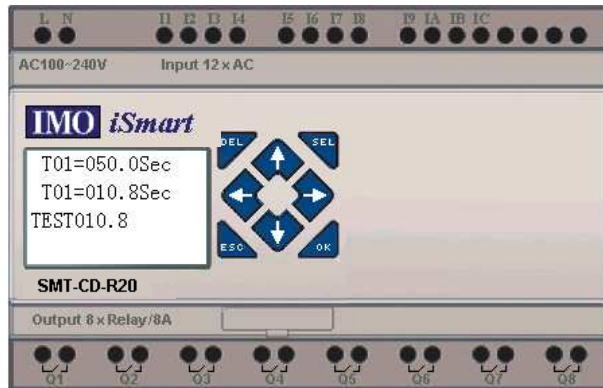 L N I1 I2 I3 I4 I5 I6 I7 I8 I9 IA IB IC
AC100~240V Input 12 x AC
IMO iSmart
DEL SEL
T01=050.0Sec
T01=010.8Sec
TEST010.8
ESC OK
SMT-CD-R20
Output 8 x Relay/8A
Q1 Q2 Q3 Q4 Q5 Q6 Q7 Q8